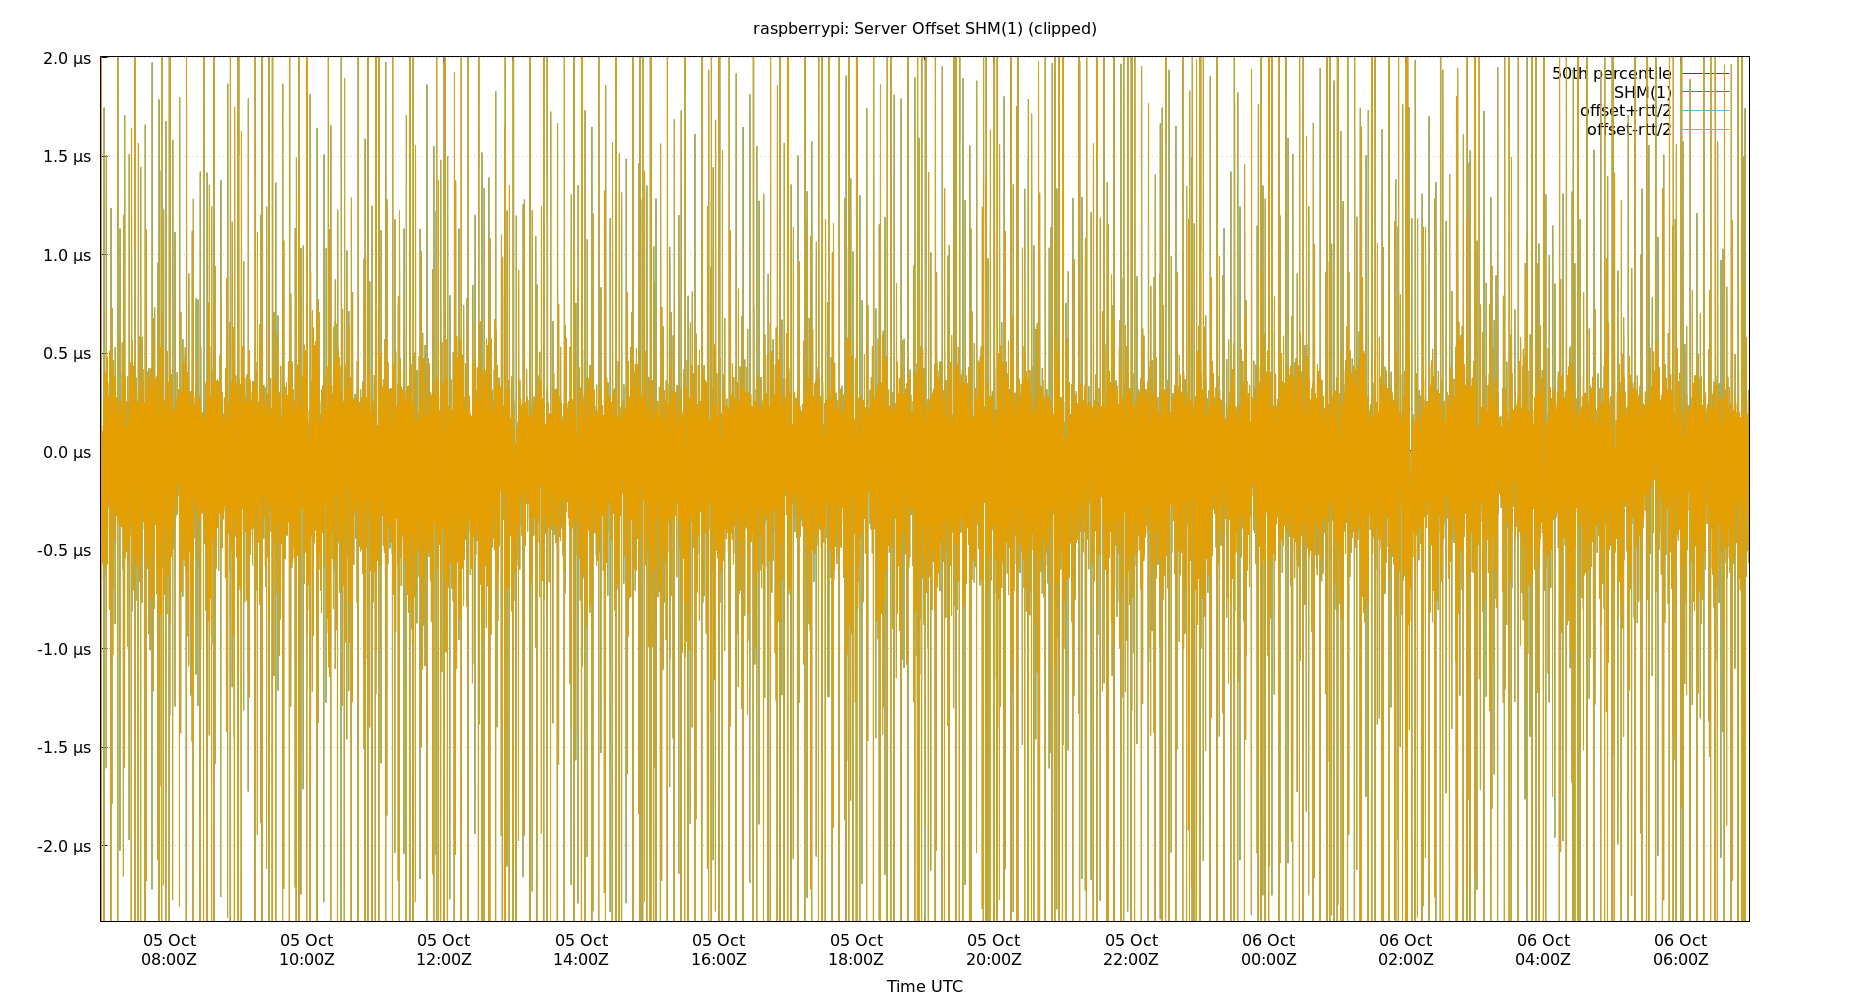 raspberrypi: Server Offset SHM(1) (clipped)
2.0 µs
50th percentile
SHM(1)
offset+rtt/2
offset-rtt/2
1.5 µs
1.0 µs
0.5 µs
0.0 µs
-0.5 µs
-1.0 µs
-1.5 µs
-2.0 µs
05 Oct 05 Oct 05 Oct 05 Oct 05 Oct 05 Oct 05 Oct 05 Oct 06 Oct 06 Oct 06 Oct 06 Oct
08:00Z 10:00Z 12:00Z 14:00Z 16:00Z 18:00Z 20:00Z 22:00Z 00:00Z 02:00Z 04:00Z 06:00Z
Time UTC